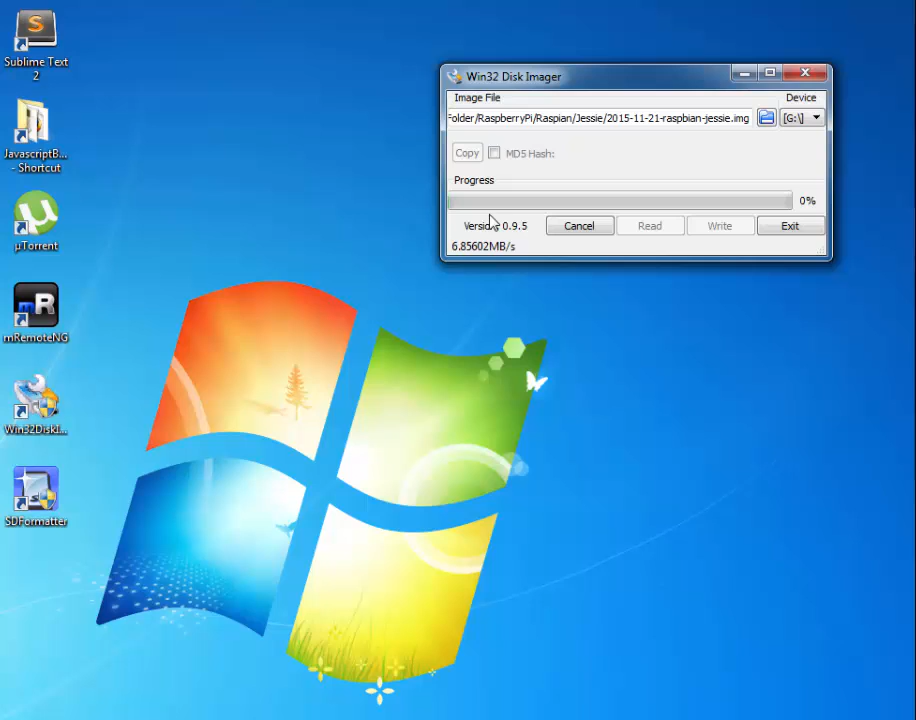 Sublime Text
2
JavascriptB...
- Shortcut
µTorrent
mRemoteNG
Win32DiskI...
SDFormatter
Win32 Disk Imager
Image File
Device
Folder/RaspberryPi/Raspian/Jessie/2015-11-21-raspbian-jessie.img
[G:\]
Copy
MD5 Hash:
Progress
0%
Version: 0.9.5
Cancel
Read
Write
Exit
6.85602MB/s